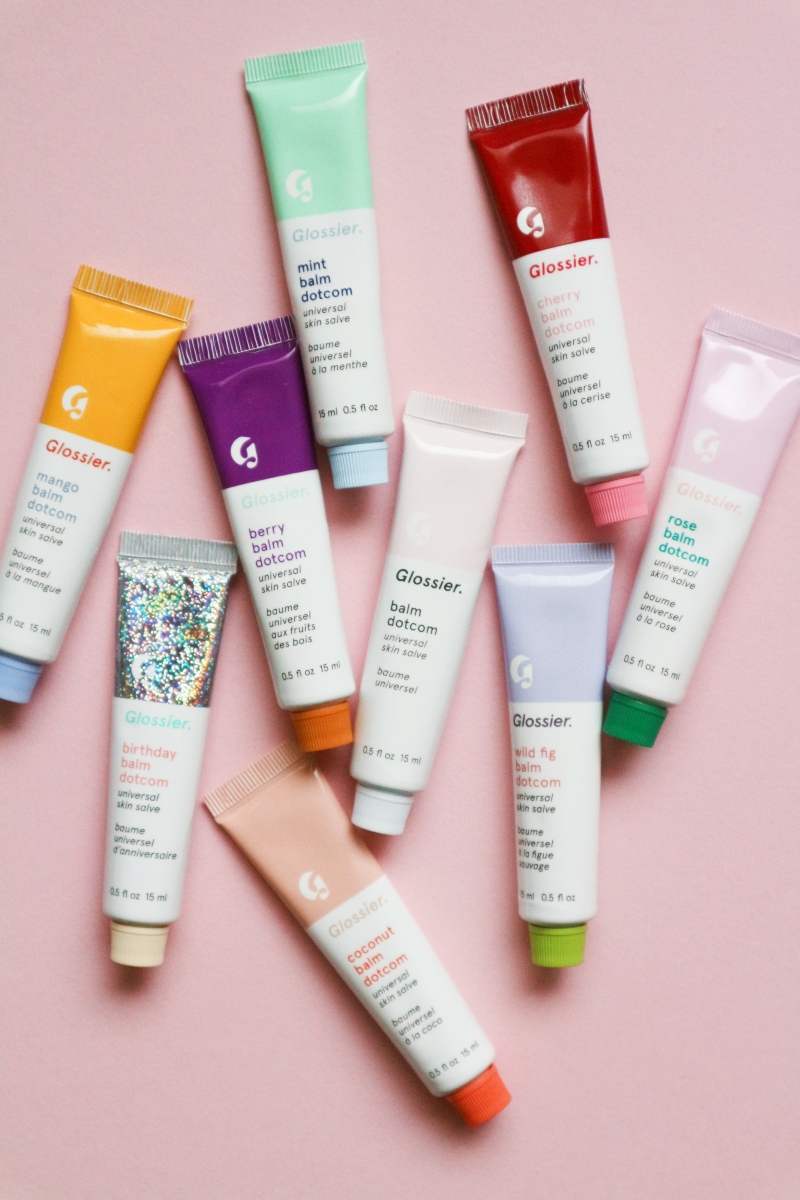 Glossier.
mint
balm
dotcom
universal
skin salve
baume
universel
à la menthe
15 ml 0.5 fl oz
Glossier.
cherry
balm
dotcom
universal
skin salve
baume
universel
à la cerise
0.5 fl oz 15 ml
Glossier.
mango
balm
dotcom
universal
skin salve
baume
universel
à la mangue
.5 fl oz 15 ml
Glossier.
berry
balm
dotcom
universal
skin salve
baume
universel
aux fruits
des bois
0.5 fl oz 15 ml
Glossier.
rose
balm
dotcom
universal
skin salve
baume
universel
à la rose
0.5 fl oz 15 ml
Glossier.
balm
dotcom
universal
skin salve
baume
universel
0.5 fl oz 15 ml
Glossier.
birthday
balm
dotcom
universal
skin salve
baume
universel
d'anniversaire
0.5 fl oz 15 ml
Glossier.
wild fig
balm
dotcom
universal
skin salve
baume
universel
à la figue
sauvage
15 ml 0.5 fl oz
Glossier.
coconut
balm
dotcom
universal
skin salve
baume
universel
à la coco
0.5 fl oz 15 ml